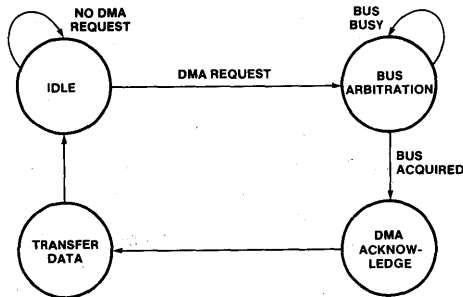 NO DMA
REQUEST
BUS
BUSY
IDLE
DMA REQUEST
BUS
ARBITRATION
BUS
ACQUIRED
TRANSFER
DATA
DMA
ACKNOW-
LEDGE